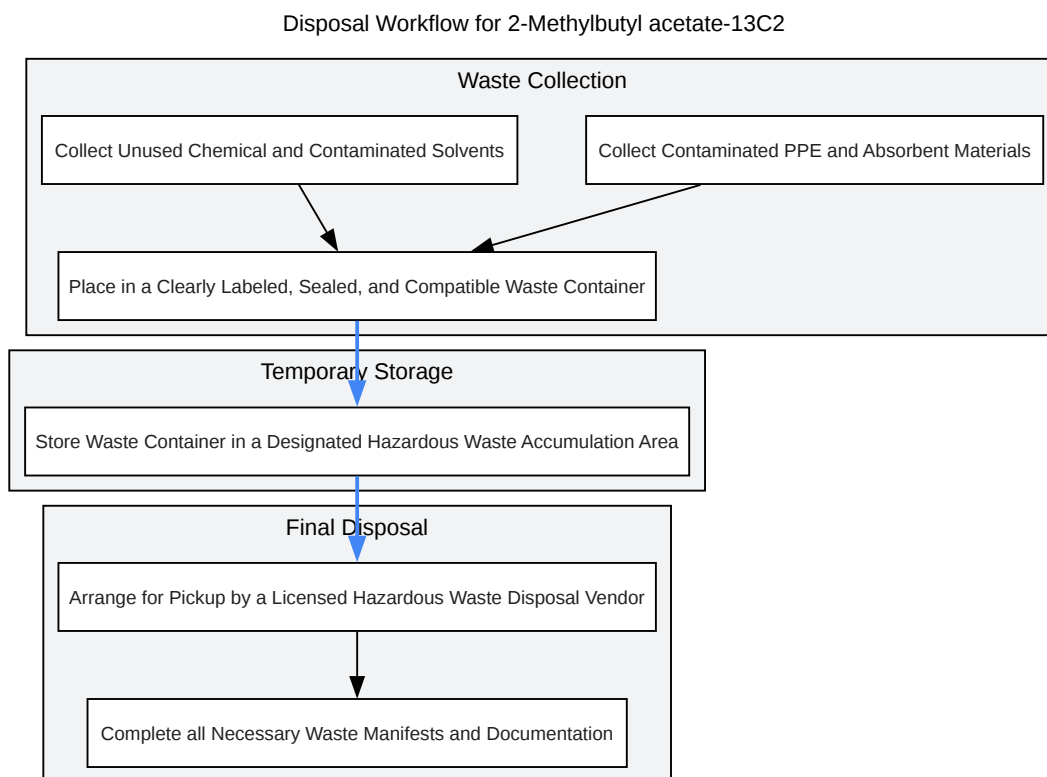 Disposal Workflow for 2-Methylbutyl acetate-13C2
Waste Collection
Collect Unused Chemical and Contaminated Solvents
Collect Contaminated PPE and Absorbent Materials
Place in a Clearly Labeled, Sealed, and Compatible Waste Container
Temporary Storage
Store Waste Container in a Designated Hazardous Waste Accumulation Area
Final Disposal
Arrange for Pickup by a Licensed Hazardous Waste Disposal Vendor
Complete all Necessary Waste Manifests and Documentation